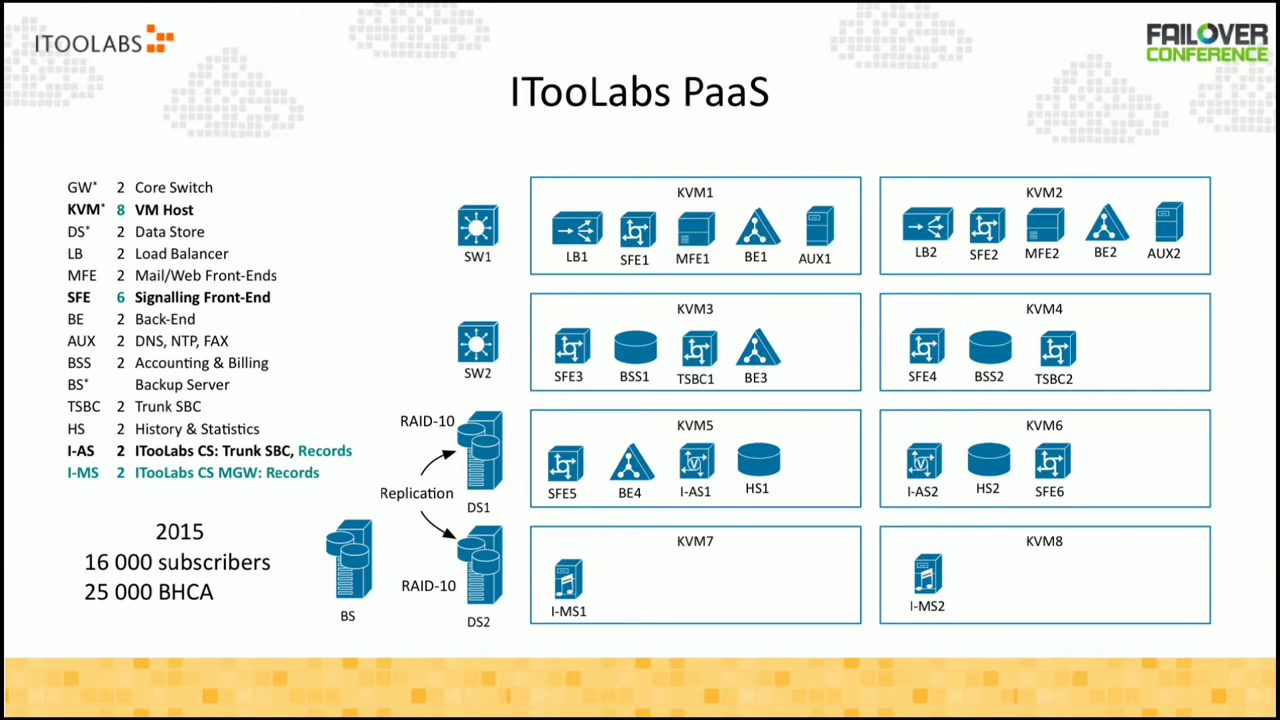 ITOOLABS
FAILOVER
CONFERENCE
ITooLabs PaaS
GW* 2 Core Switch
KVM* 8 VM Host
DS* 2 Data Store
LB 2 Load Balancer
MFE 2 Mail/Web Front-Ends
SFE 6 Signalling Front-End
BE 2 Back-End
AUX 2 DNS, NTP, FAX
BSS 2 Accounting & Billing
BS* Backup Server
TSBC 2 Trunk SBC
HS 2 History & Statistics
I-AS 2 ITooLabs CS: Trunk SBC, Records
I-MS 2 ITooLabs CS MGW: Records
2015
16 000 subscribers
25 000 BHCA
BS
SW1
SW2
RAID-10
DS1
Replication
RAID-10
DS2
KVM1
LB1 SFE1 MFE1 BE1 AUX1
KVM2
LB2 SFE2 MFE2 BE2 AUX2
KVM3
SFE3 BSS1 TSBC1 BE3
KVM4
SFE4 BSS2 TSBC2
KVM5
SFE5 BE4 I-AS1 HS1
V
KVM6
I-AS2 HS2 SFE6
V
KVM7
I-MS1
KVM8
I-MS2